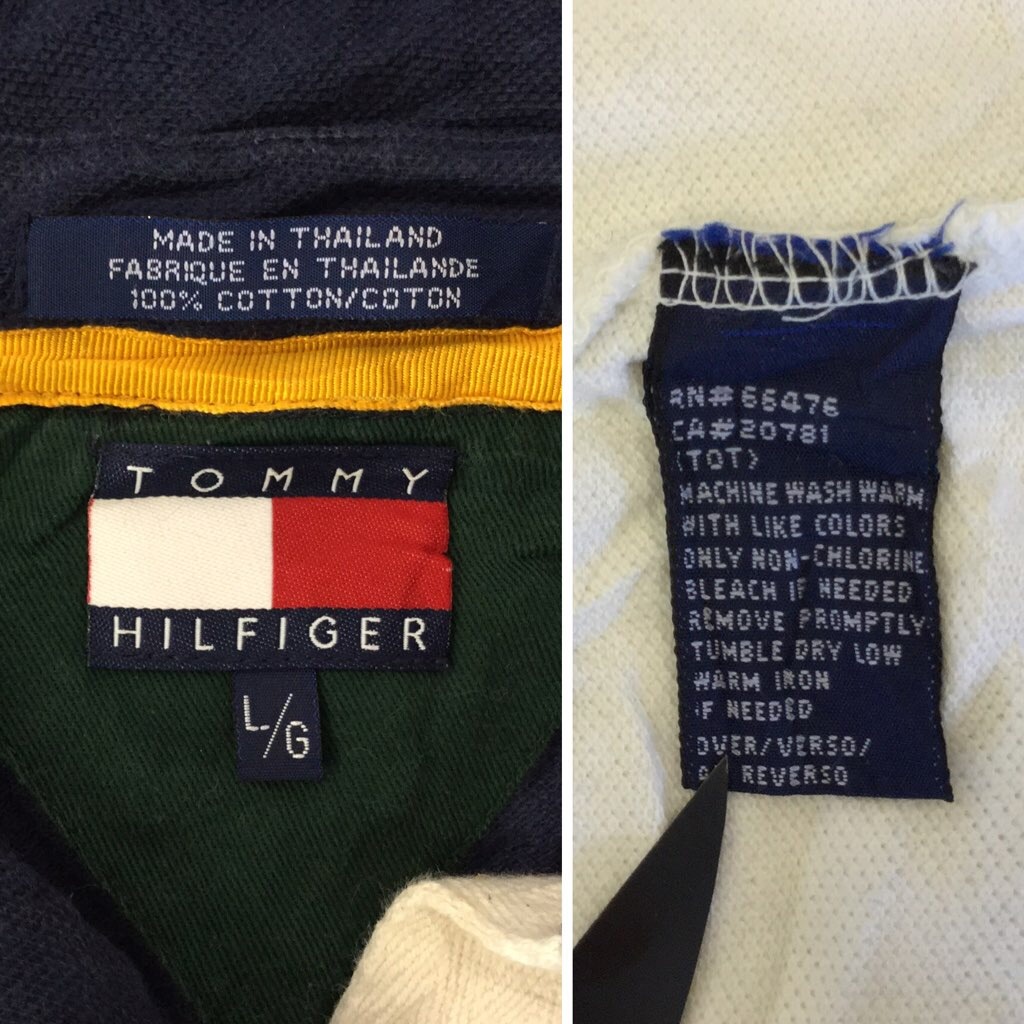 MADE IN THAILAND
FABRIQUE EN THAILANDE
100% COTTON/COTON
TOMMY
HILFIGER
L/G
RN# 66476
CA#20781
(TOT)
MACHINE WASH WARM
WITH LIKE COLORS
ONLY NON-CHLORINE
BLEACH IF NEEDED
REMOVE PROMPTLY
TUMBLE DRY LOW
WARM IRON
IF NEEDED
OVER/VERSO/
REVERSO